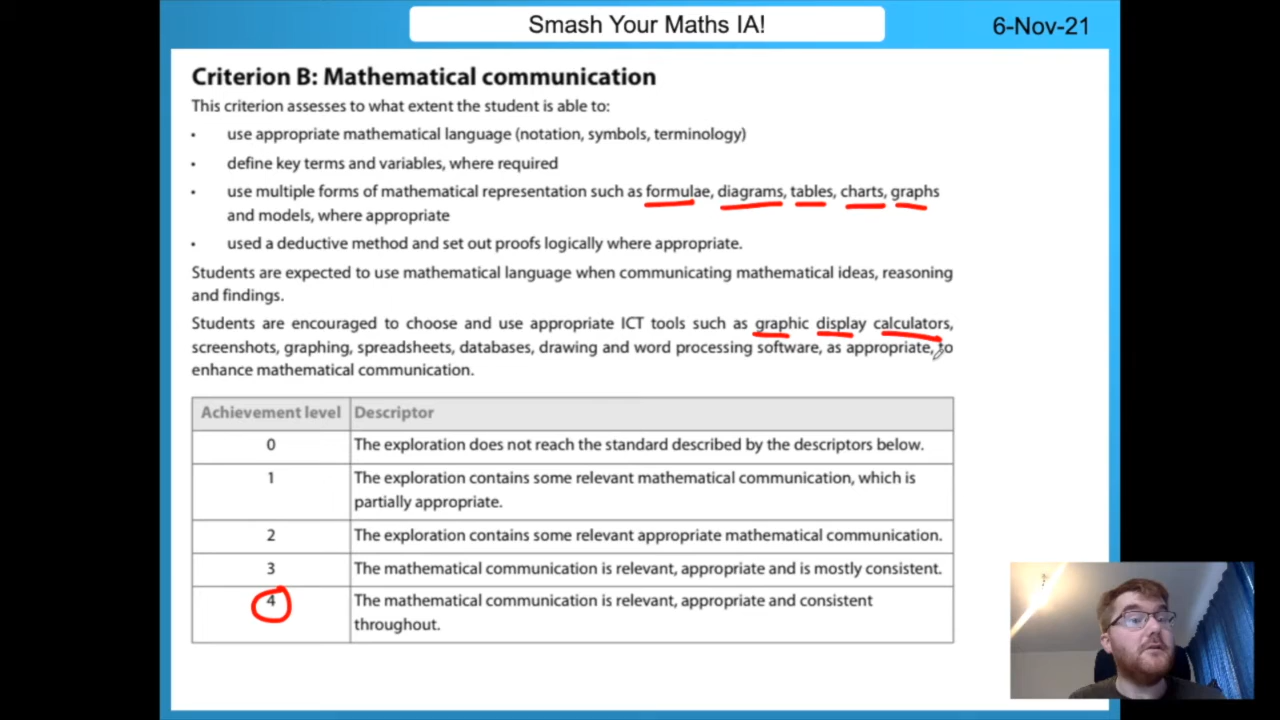 Smash Your Maths IA!
6-Nov-21
Criterion B: Mathematical communication
This criterion assesses to what extent the student is able to:
• use appropriate mathematical language (notation, symbols, terminology)
• define key terms and variables, where required
• use multiple forms of mathematical representation such as formulae, diagrams, tables, charts, graphs
and models, where appropriate
• used a deductive method and set out proofs logically where appropriate.
Students are expected to use mathematical language when communicating mathematical ideas, reasoning
and findings.
Students are encouraged to choose and use appropriate ICT tools such as graphic display calculators,
screenshots, graphing, spreadsheets, databases, drawing and word processing software, as appropriate, to
enhance mathematical communication.
Achievement level Descriptor
0 The exploration does not reach the standard described by the descriptors below.
1 The exploration contains some relevant mathematical communication, which is
partially appropriate.
2 The exploration contains some relevant appropriate mathematical communication.
3 The mathematical communication is relevant, appropriate and is mostly consistent.
4 The mathematical communication is relevant, appropriate and consistent
throughout.